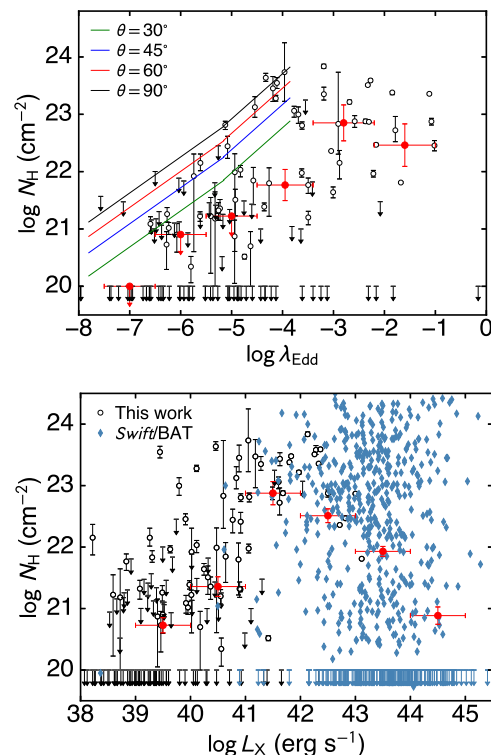 θ = 30°
θ = 45°
θ = 60°
θ = 90°
log N_H (cm⁻²)
24
23
22
21
20
−8 −7 −6 −5 −4 −3 −2 −1 0
log λ_Edd
This work
Swift/BAT
log N_H (cm⁻²)
24
23
22
21
20
38 39 40 41 42 43 44 45
log L_X (erg s⁻¹)